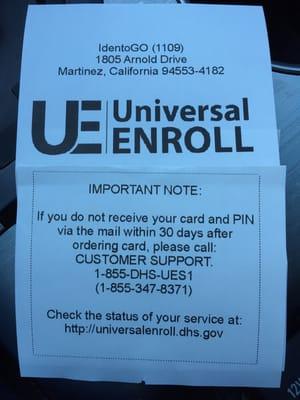 IdentoGO (1109)
1805 Arnold Drive
Martinez, California 94553-4182
UE Universal
ENROLL
IMPORTANT NOTE:
If you do not receive your card and PIN
via the mail within 30 days after
ordering card, please call:
CUSTOMER SUPPORT.
1-855-DHS-UES1
(1-855-347-8371)
Check the status of your service at:
http://universalenroll.dhs.gov